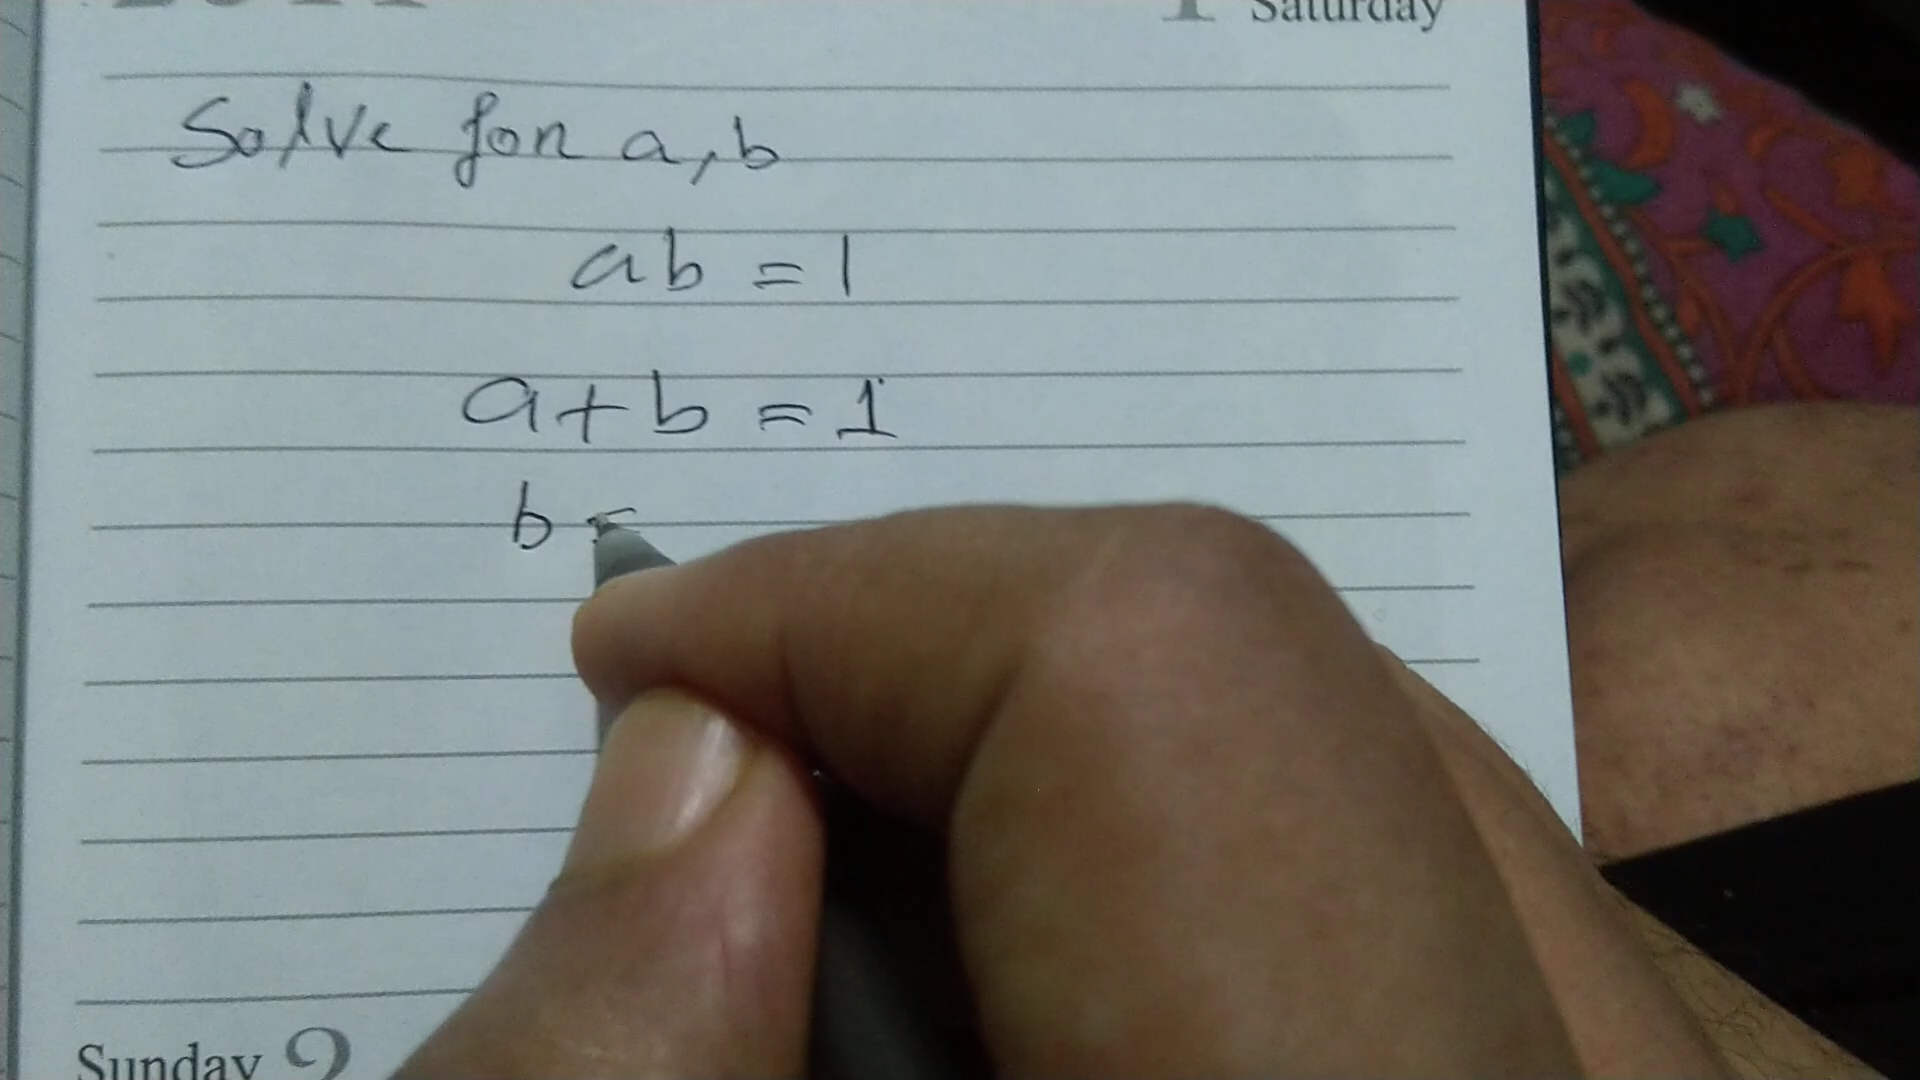 Saturday
Solve for a, b
ab = 1
a + b = 1
b =
Sunday 2